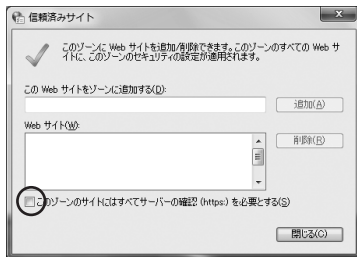 信頼済みサイト
このゾーンに Web サイトを追加/削除できます。このゾーンのすべての Web サ
イトに、このゾーンのセキュリティの設定が適用されます。
この Web サイトをゾーンに追加する(D):
追加(A)
Web サイト(W):
削除(R)
このゾーンのサイトにはすべてサーバーの確認 (https:) を必要とする(S)
閉じる(C)